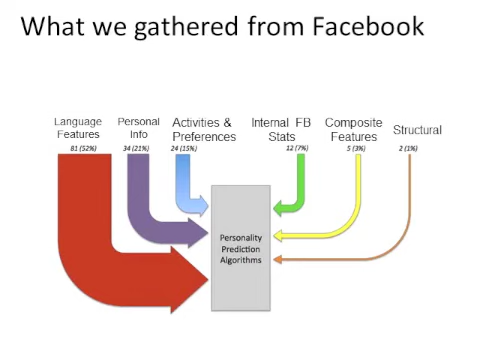 What we gathered from Facebook
Language Features
81 (52%)
Personal Info
34 (21%)
Activities & Preferences
24 (15%)
Internal FB Stats
12 (7%)
Composite Features
5 (3%)
Structural
2 (1%)
Personality
Prediction
Algorithms